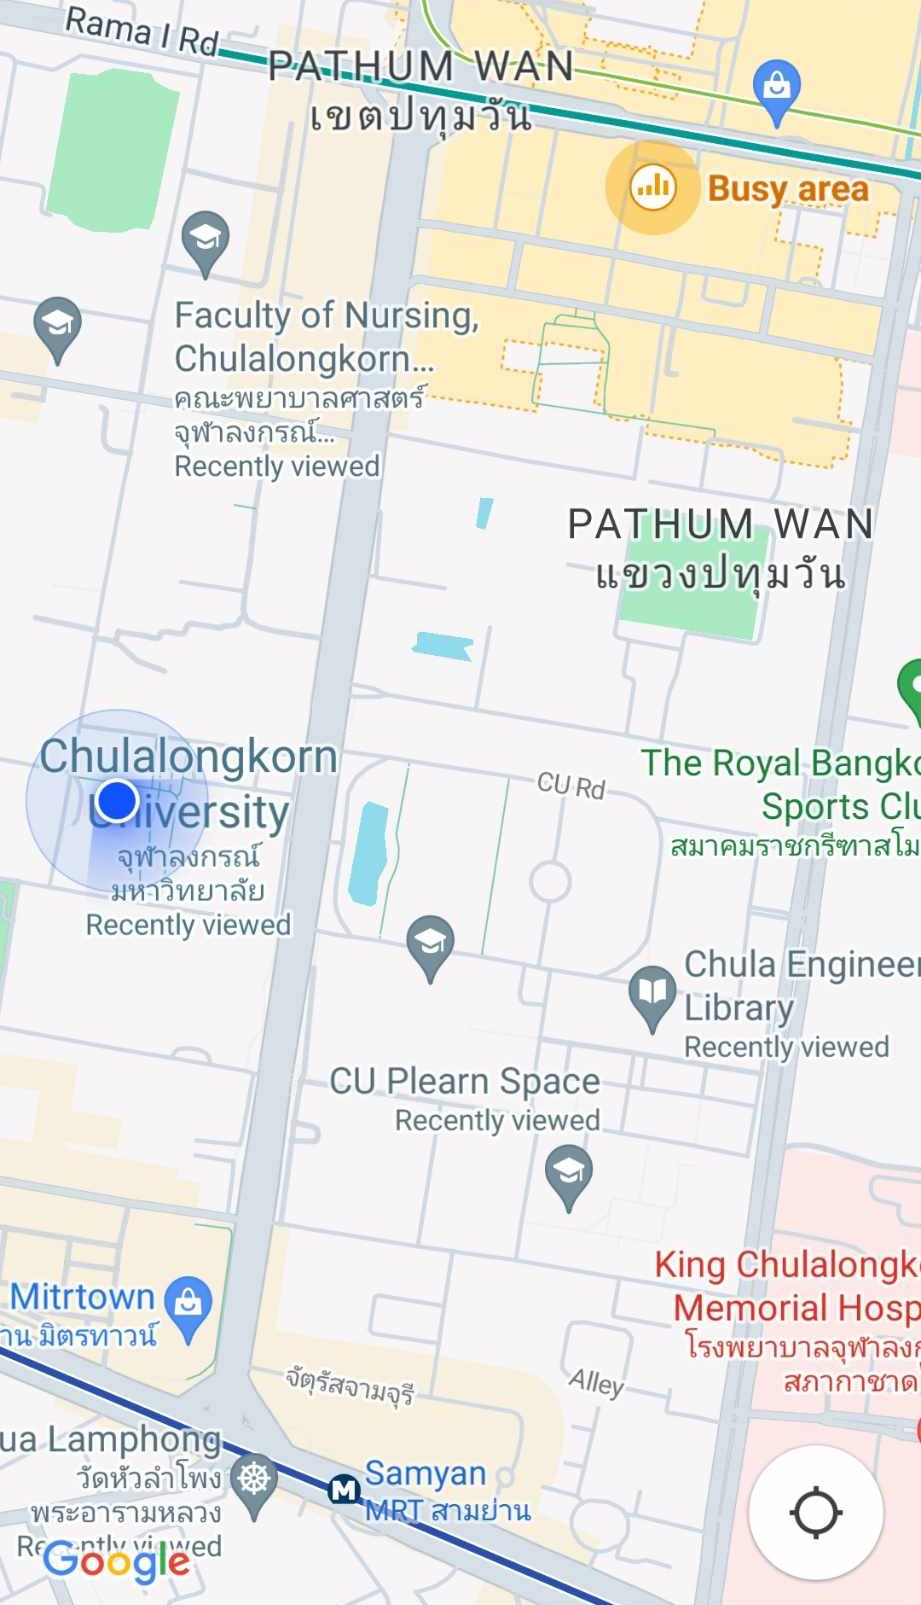 Rama I Rd
PATHUM WAN
เขตปทุมวัน
Busy area
Faculty of Nursing,
Chulalongkorn...
คณะพยาบาลศาสตร์
จุฬาลงกรณ์...
Recently viewed
PATHUM WAN
แขวงปทุมวัน
Chulalongkorn
University
จุฬาลงกรณ์
มหาวิทยาลัย
Recently viewed
CU Rd
The Royal Bangko
Sports Clu
สมาคมราชกรีฑาสโม
Chula Engineer
Library
Recently viewed
CU Plearn Space
Recently viewed
King Chulalongko
Memorial Hosp
โรงพยาบาลจุฬาลงก
สภากาชาด
Mitrtown
าน มิตรทาวน์
จัตุรัสจามจุรี
Alley
ua Lamphong
วัดหัวลำโพง
พระอารามหลวง
Recently viewed
Samyan
MRT สามย่าน
Google